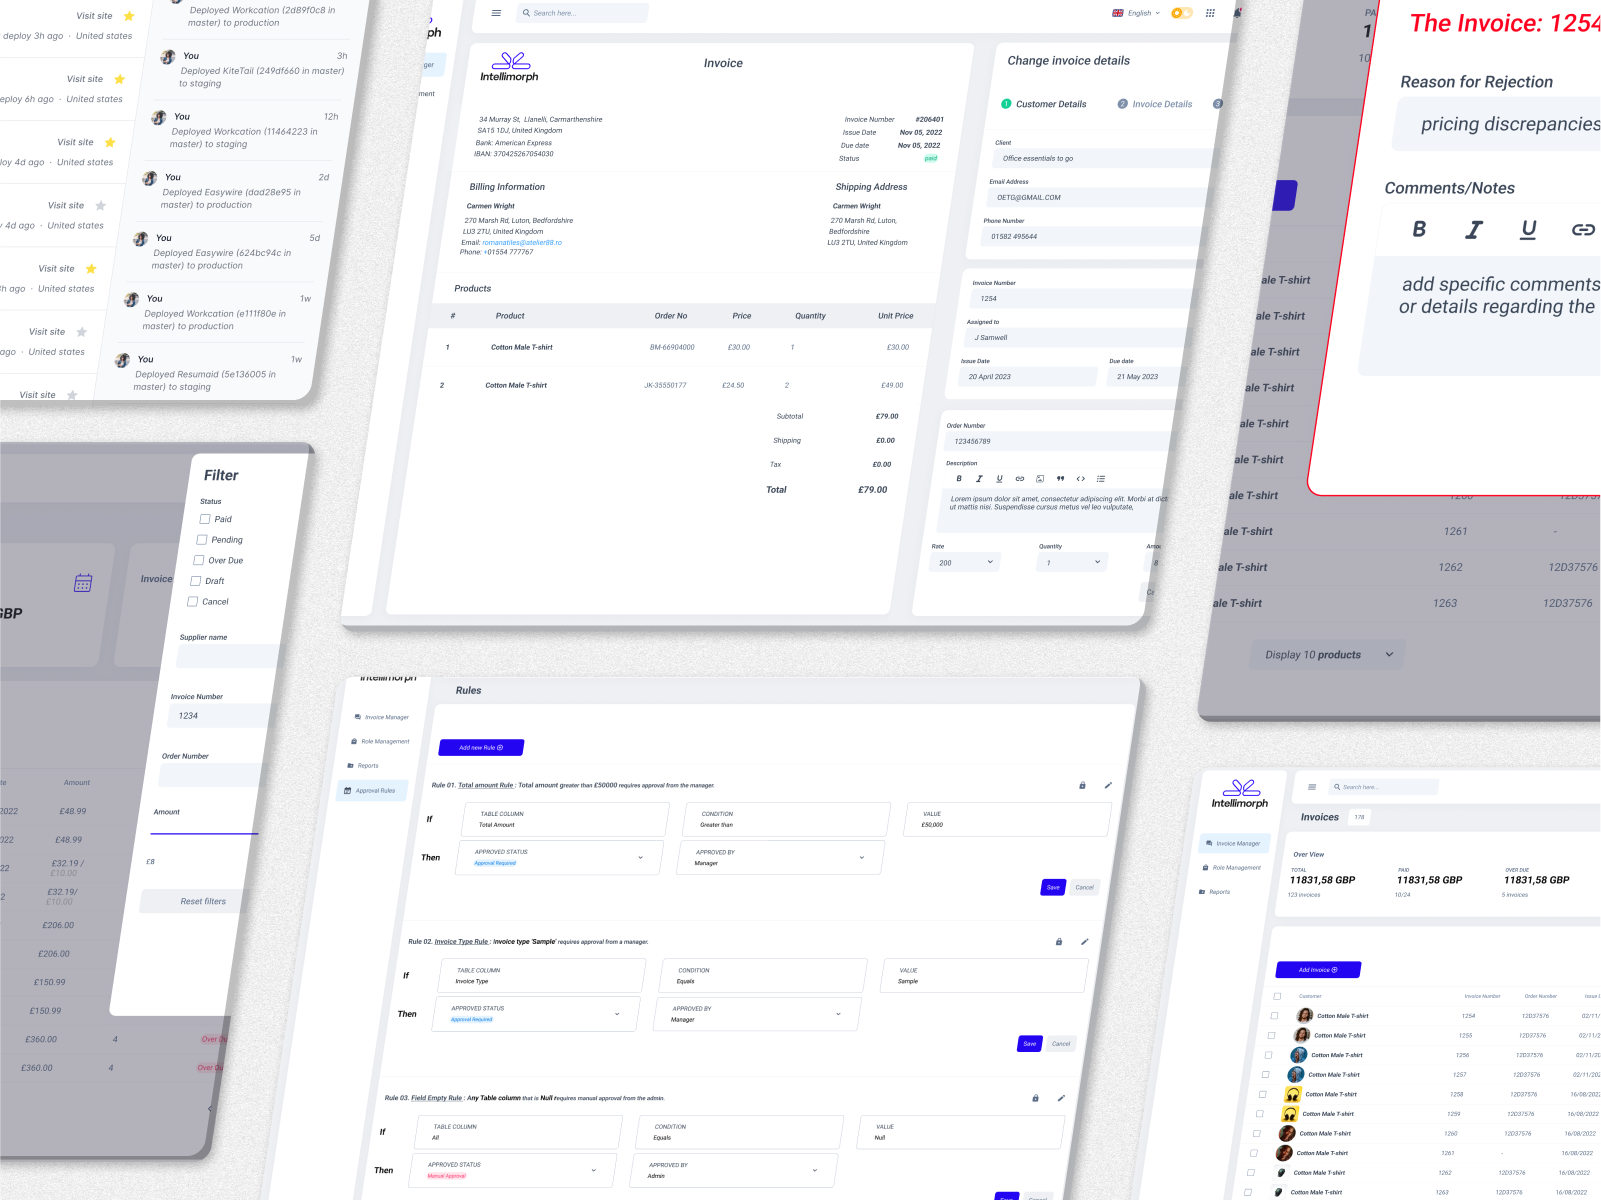 Visit site
deploy 3h ago · United states
Visit site
eploy 6h ago · United states
Visit site
loy 4d ago · United states
Visit site
y 4d ago · United states
Visit site
h ago · United states
Visit site
ago · United states
Visit site
Deployed Workcation (2d89f0c8 in
master) to production
You 3h
Deployed KiteTail (249df660 in master)
to staging
You 12h
Deployed Workcation (11464223 in
master) to staging
You 2d
Deployed Easywire (dad28e95 in
master) to production
You 5d
Deployed Easywire (624bc94c in
master) to production
You 1w
Deployed Workcation (e111f80e in
master) to production
You 1w
Deployed Resumaid (5e136005 in
master) to staging
ph
ger
ment
Search here...
English
Intellimorph
Invoice
34 Murray St, Llanelli, Carmarthenshire
SA15 1DJ, United Kingdom
Bank: American Express
IBAN: 370425267054030
Invoice Number #206401
Issue Date Nov 05, 2022
Due date Nov 05, 2022
Status paid
Billing Information
Carmen Wright
270 Marsh Rd, Luton, Bedfordshire
LU3 2TU, United Kingdom
Email: romanatiles@atelier88.ro
Phone: +01554 777767
Shipping Address
Carmen Wright
270 Marsh Rd, Luton,
Bedfordshire
LU3 2TU, United Kingdom
Products
# Product Order No Price Quantity Unit Price
1 Cotton Male T-shirt BM-66904000 £30.00 1 £30.00
2 Cotton Male T-shirt JK-35550177 £24.50 2 £49.00
Subtotal £79.00
Shipping £0.00
Tax £0.00
Total £79.00
Change invoice details
1 Customer Details 2 Invoice Details 3
Client
Office essentials to go
Email Address
OETG@GMAIL.COM
Phone Number
01582 495644
Invoice Number
1254
Assigned to
J Samwell
Issue Date Due date
20 April 2023 21 May 2023
Order Number
123456789
Description
B I U
Lorem ipsum dolor sit amet, consectetur adipiscing elit. Morbi at dict
ut mattis nisi. Suspendisse cursus metus vel leo vulputate,
Rate Quantity Amou
200 1 8
Ca
PA
1
10
The Invoice: 1254
Reason for Rejection
pricing discrepancies
Comments/Notes
B I U
add specific comments
or details regarding the
ale T-shirt
ale T-shirt
ale T-shirt
ale T-shirt
ale T-shirt
ale T-shirt
ale T-shirt 1260 12D3757
ale T-shirt 1261 -
ale T-shirt 1262 12D37576
ale T-shirt 1263 12D37576
Display 10 products
GBP
Invoice
te Amount
2022 £48.99
022 £48.99
22 £32.19 /
£10.00
2 £32.19/
£10.00
£206.00
£206.00
£150.99
£150.99
£360.00 4 Over Du
£360.00 4 Over Du
Filter
Status
Paid
Pending
Over Due
Draft
Cancel
Supplier name
Invoice Number
1234
Order Number
Amount
£8
Reset filters
Intellimorph
Invoice Manager
Role Management
Reports
Approval Rules
Rules
Add new Rule
Rule 01. Total amount Rule : Total amount greater than £50000 requires approval from the manager.
If
TABLE COLUMN CONDITION VALUE
Total Amount Greater than £50,000
Then
APPROVED STATUS APPROVED BY
Approval Required Manager
Save Cancel
Rule 02. Invoice Type Rule : Invoice type 'Sample' requires approval from a manager.
If
TABLE COLUMN CONDITION VALUE
Invoice Type Equals Sample
Then
APPROVED STATUS APPROVED BY
Approval Required Manager
Save Cancel
Rule 03. Field Empty Rule : Any Table column that is Null requires manual approval from the admin.
If
TABLE COLUMN CONDITION VALUE
All Equals Null
Then
APPROVED STATUS APPROVED BY
Manual Approval Admin
Save Cancel
Intellimorph
Invoice Manager
Role Management
Reports
Search here...
Invoices 178
Over View
TOTAL PAID OVER DUE
11831,58 GBP 11831,58 GBP 11831,58 GBP
123 invoices 10/24 5 invoices
Add Invoice
Customer Invoice Number Order Number Issue D
Cotton Male T-shirt 1254 12D37576 02/11/
Cotton Male T-shirt 1255 12D37576 02/11/2
Cotton Male T-shirt 1256 12D37576 02/11/20
Cotton Male T-shirt 1257 12D37576 02/11/202
Cotton Male T-shirt 1258 12D37576 16/08/202
Cotton Male T-shirt 1259 12D37576 16/08/2022
Cotton Male T-shirt 1260 12D37576 16/08/2022
Cotton Male T-shirt 1261 - 16/08/2022
Cotton Male T-shirt 1262 12D37576 16/08/2022
Cotton Male T-shirt 1263 12D37576 16/08/2022